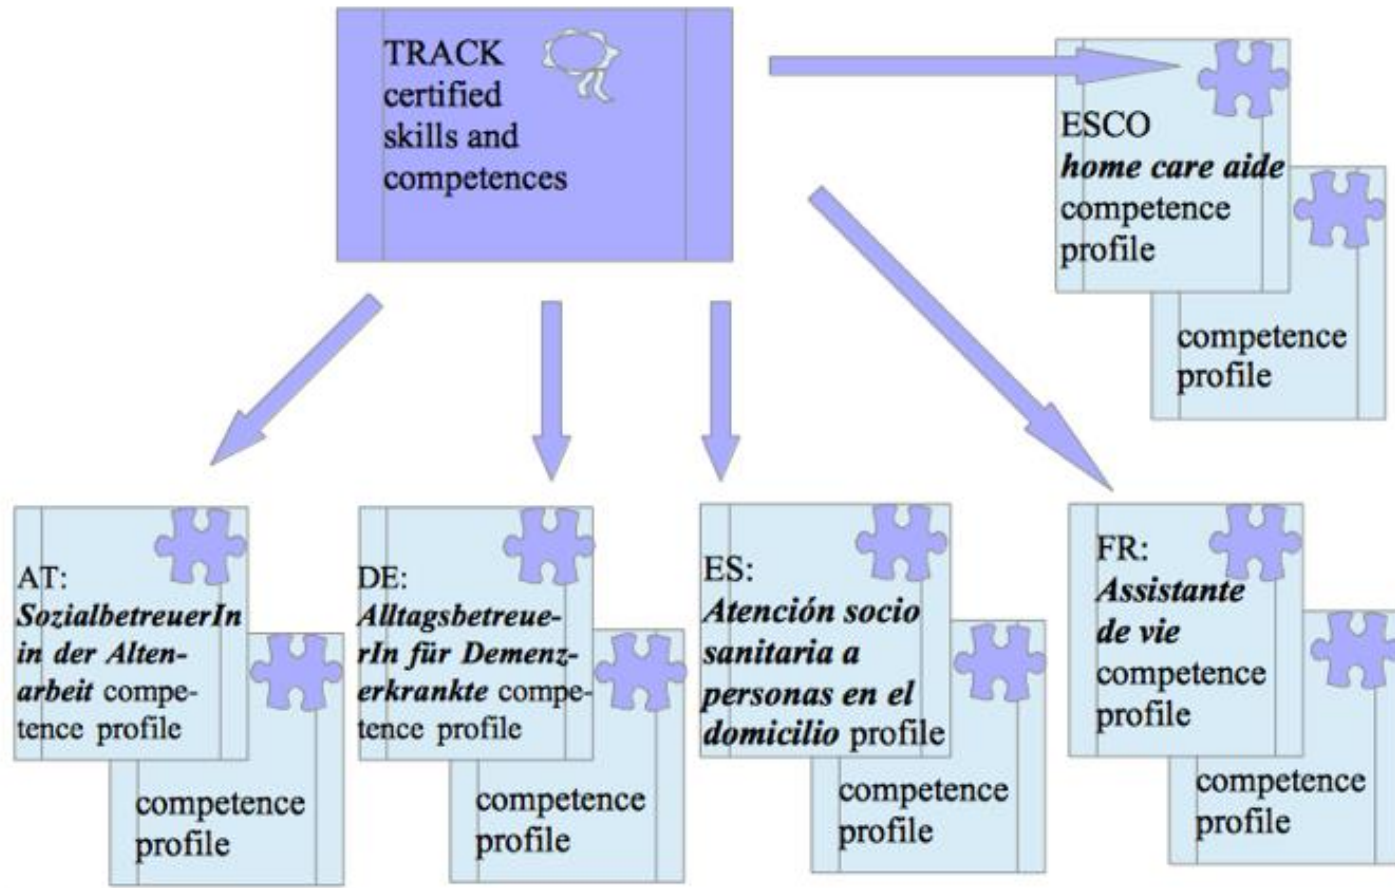 TRACK
certified
skills and
competences
ESCO
home care aide
competence
profile
competence
profile
AT:
SozialbetreuerIn
in der Alten-
arbeit compe-
tence profile
competence
profile
DE:
Alltagsbetreue-
rIn für Demenz-
erkrankte compe-
tence profile
competence
profile
ES:
Atención socio
sanitaria a
personas en el
domicilio profile
competence
profile
FR:
Assistante
de vie
competence
profile
competence
profile